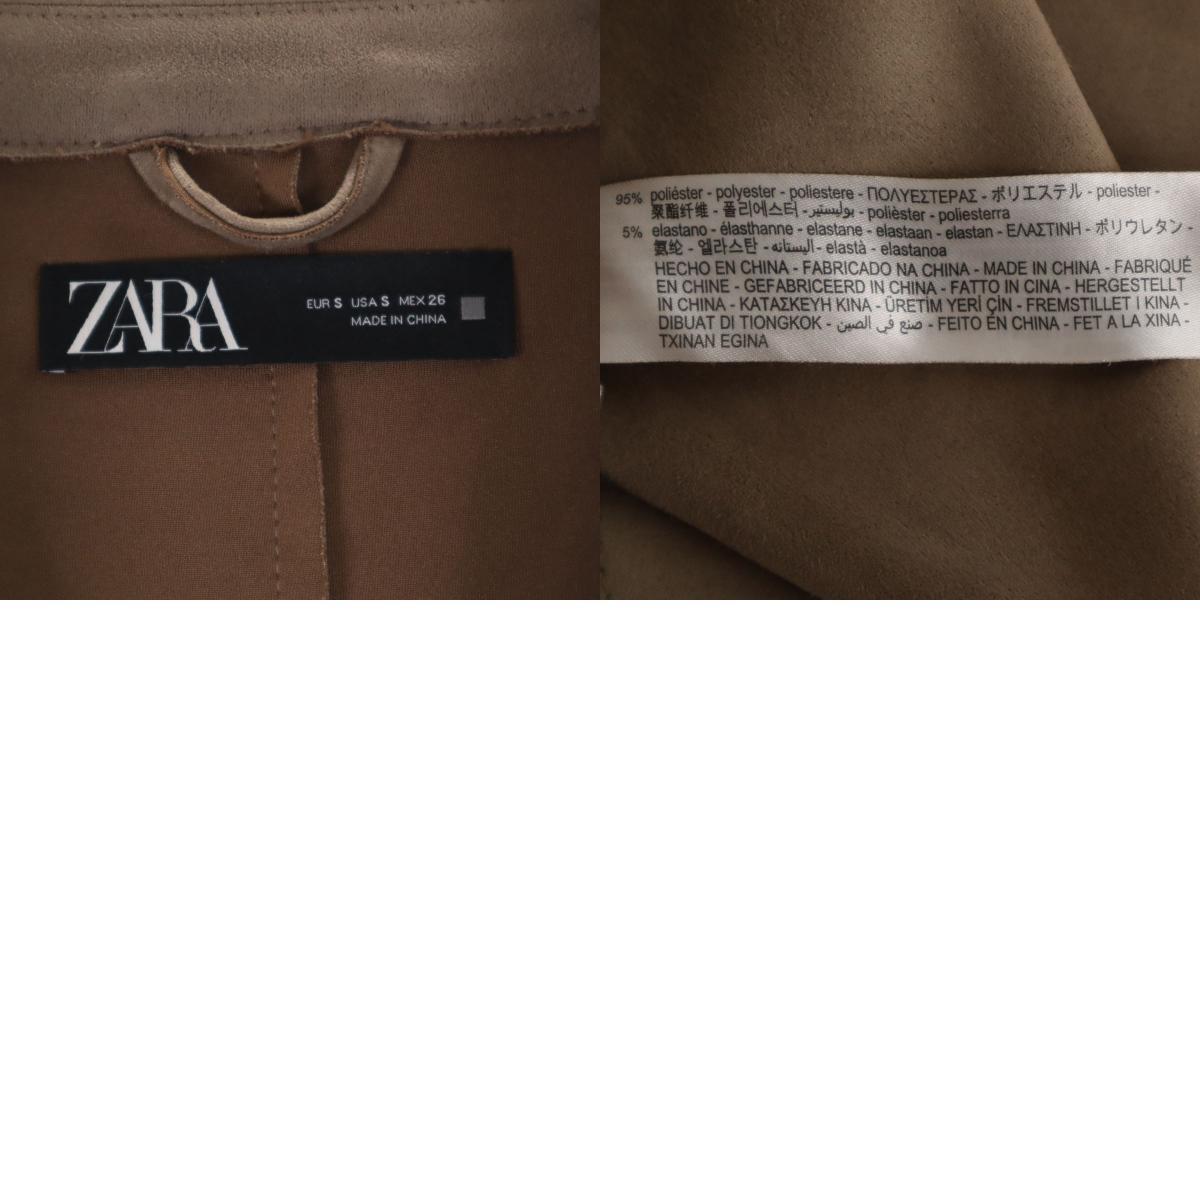 ZARA
EUR S USA S MEX 26
MADE IN CHINA
95% poliéster - polyester - poliestere - ΠΟΛΥΕΣΤΕΡΑΣ - ポリエステル - poliester -
聚酯纤维 - 폴리에스터 - بوليستير - polièster - poliesterra
5% elastano - élasthanne - elastane - elastaan - elastan - ΕΛΑΣΤΙΝΗ - ポリウレタン -
氨纶 - 엘라스탄 - اليستانه - elastà - elastanoa
HECHO EN CHINA - FABRICADO NA CHINA - MADE IN CHINA - FABRIQUÉ
EN CHINE - GEFABRICEERD IN CHINA - FATTO IN CINA - HERGESTELLT
IN CHINA - ΚΑΤΑΣΚΕΥΗ ΚΙΝΑ - ÜRETİM YERİ ÇİN - FREMSTILLET I KINA -
DIBUAT DI TIONGKOK - صنع في الصين - FEITO EN CHINA - FET A LA XINA -
TXINAN EGINA